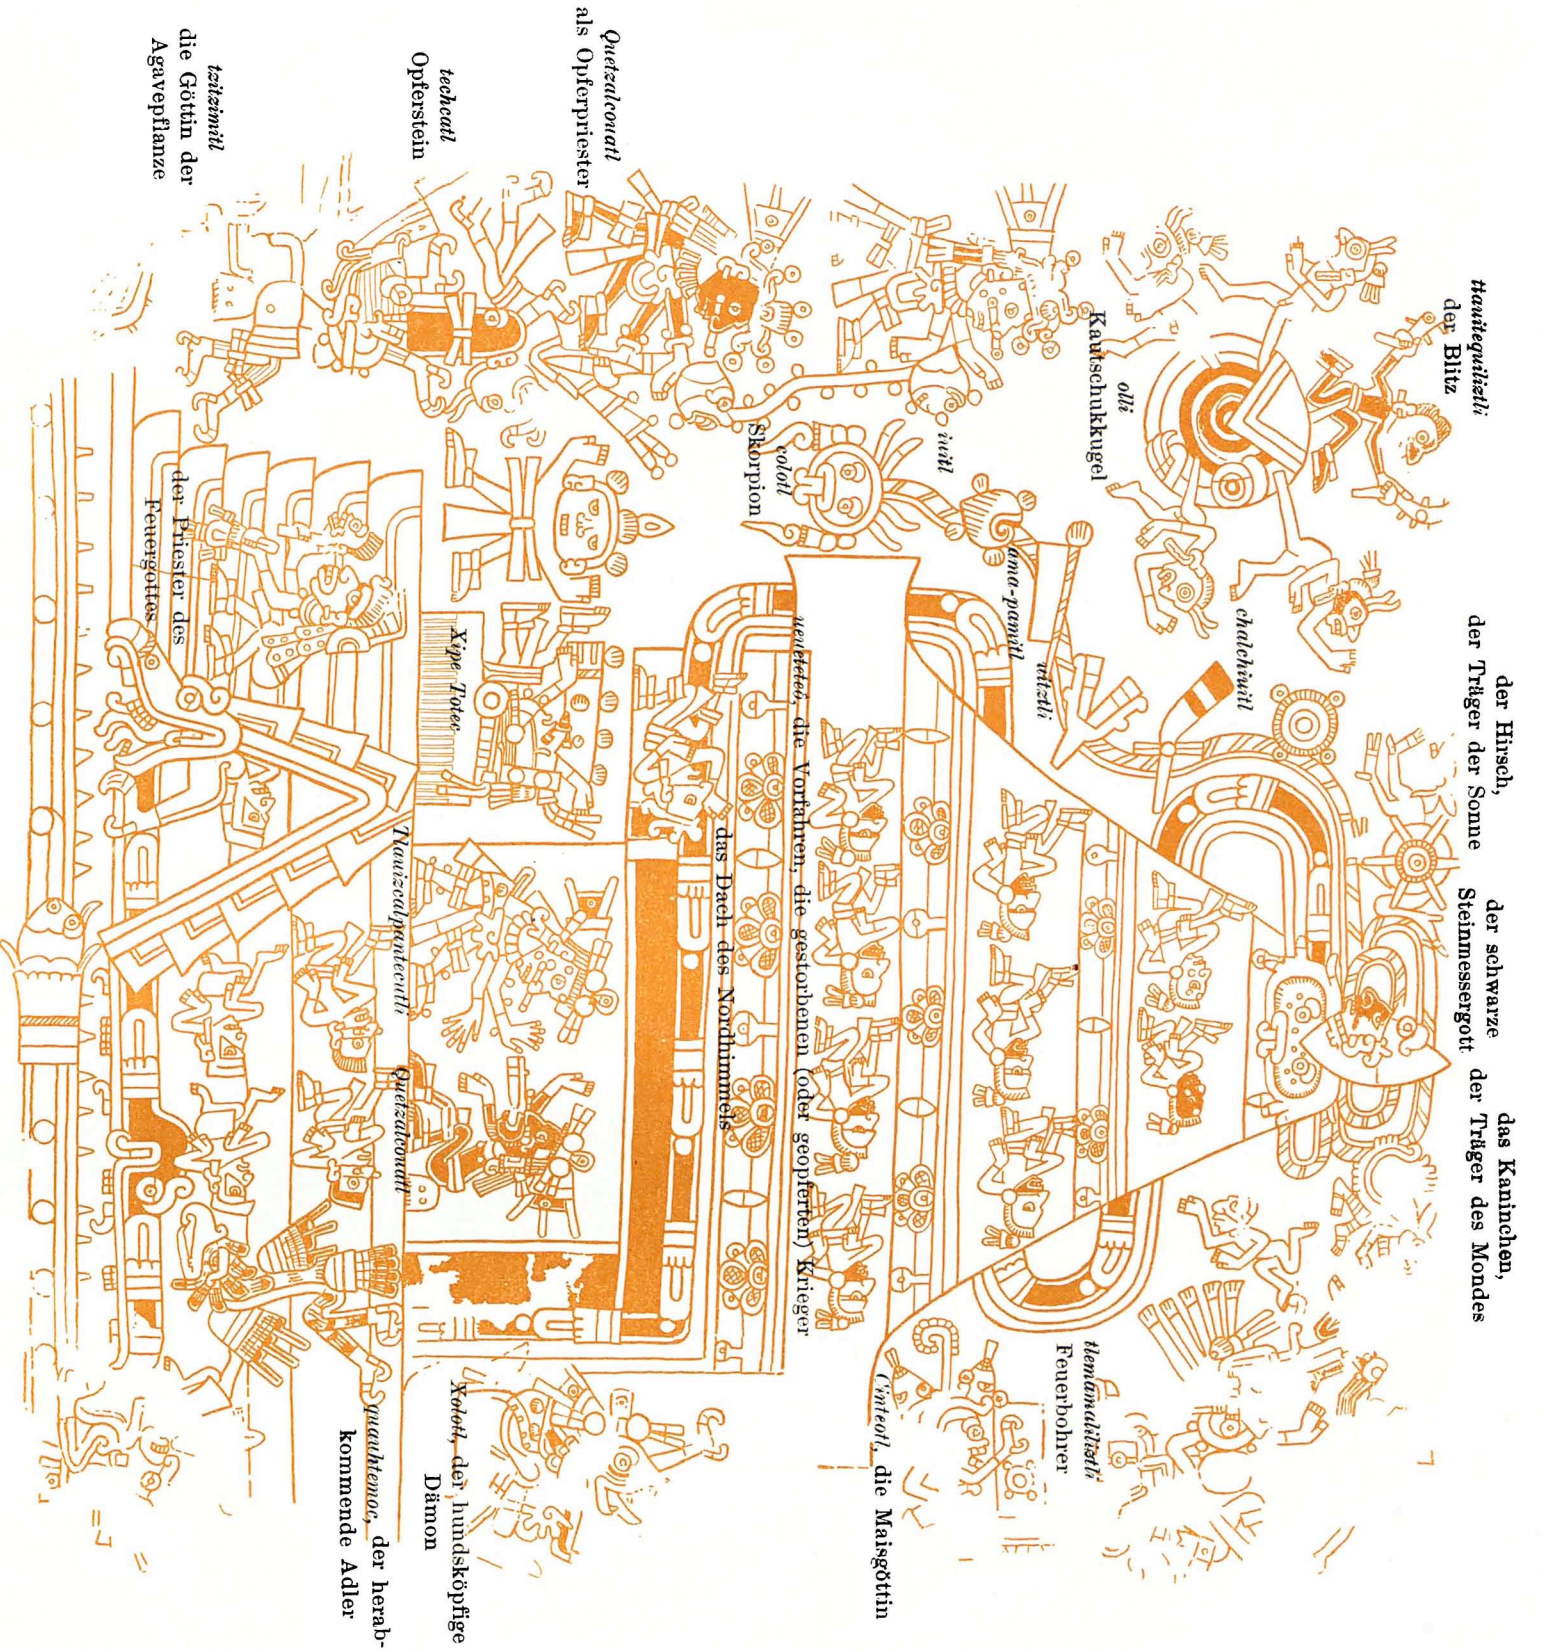 tlauitequiliztli
der Blitz
der Hirsch,
der Träger der Sonne
der schwarze
Steinmessergott
das Kaninchen,
der Träger des Mondes
chalchiuitl
olli
Kautschukkugel
tlemamaliliztli
Feuerbohrer
uitztli
ama-pamitl
iuitl
Cinteotl, die Maisgöttin
ueueteteô, die Vorfahren, die gestorbenen (oder geopferten) Krieger
colotl
Skorpion
das Dach des Nordhimmels
Quetzalcouatl
als Opferpriester
techcatl
Opferstein
Xipe Totec
Xolotl, der hundsköpfige
Dämon
Tlauizcalpantecutli
Quetzalcouatl
quauhtemoc, der herab-
kommende Adler
tzitzimitl
die Göttin der
Agavepflanze
der Priester des
Feuergottes